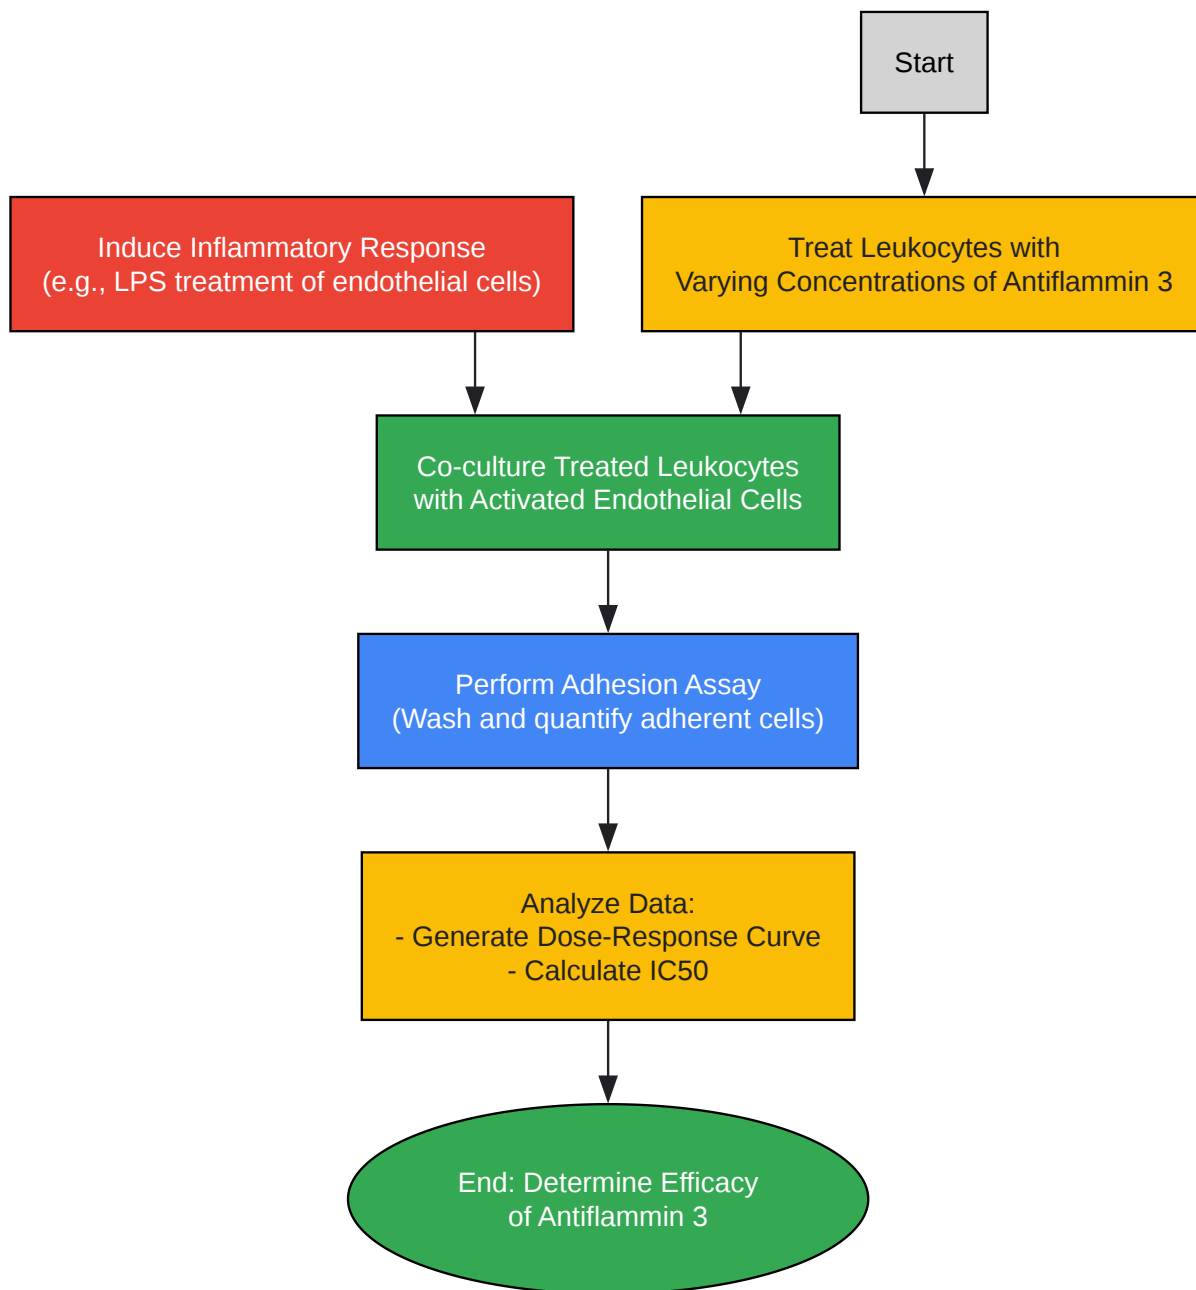 Start
Induce Inflammatory Response
(e.g., LPS treatment of endothelial cells)
Treat Leukocytes with
Varying Concentrations of Antiflammin 3
Co-culture Treated Leukocytes
with Activated Endothelial Cells
Perform Adhesion Assay
(Wash and quantify adherent cells)
Analyze Data:
- Generate Dose-Response Curve
- Calculate IC50
End: Determine Efficacy
of Antiflammin 3